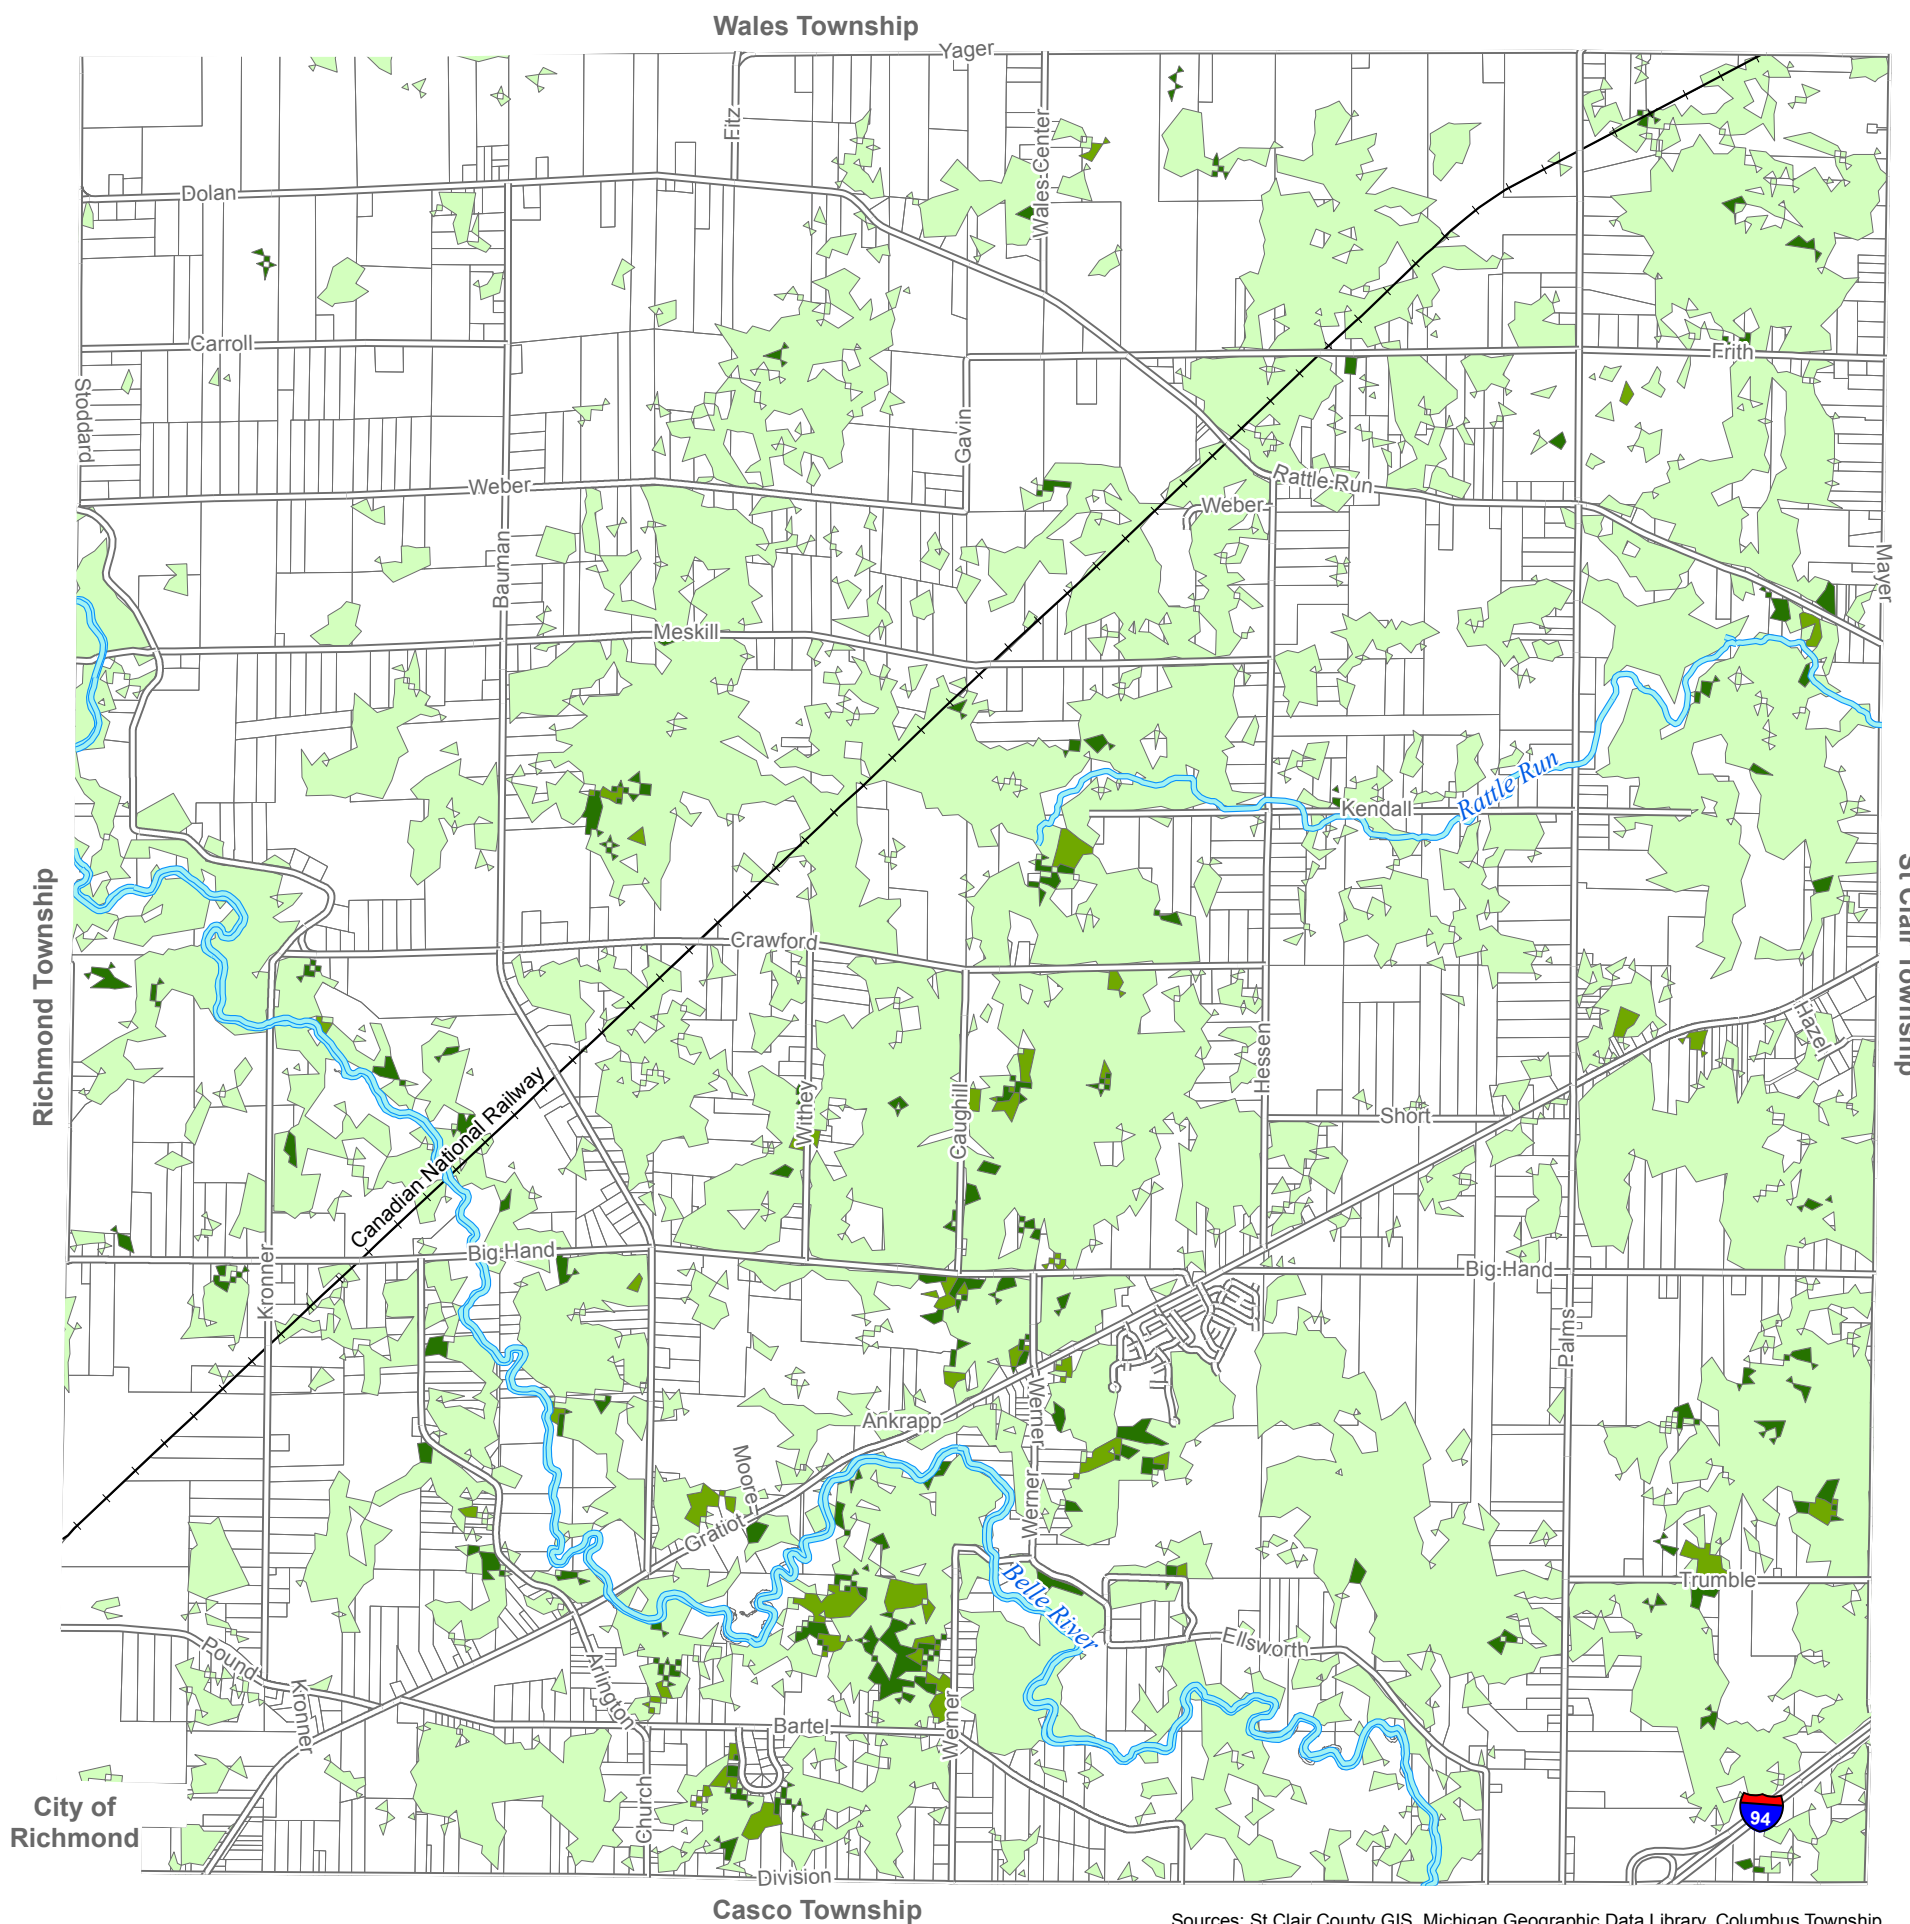 Wales Township
Yager
Fitz
Wales-Center
Dolan
Carroll
Frith
Stoddard
Gavin
Weber
Rattle-Run
Weber
Bauman
Mayer
Meskill
Rattle Run
Kendall
Richmond Township
St Clair Township
Crawford
Hazel
Hessen
Canadian National Railway
Withey
Caughill
Short
Big-Hand
Big-Hand
Kronner
Palms
Ankrapp
Werner
Moore
Gratiot
Werner
Belle River
Trumble
Pound
Ellsworth
Arlington
Kronner
Bartel
Werner
Church
City of
Richmond
94
Division
Casco Township
Sources: St Clair County GIS, Michigan Geographic Data Library, Columbus Township